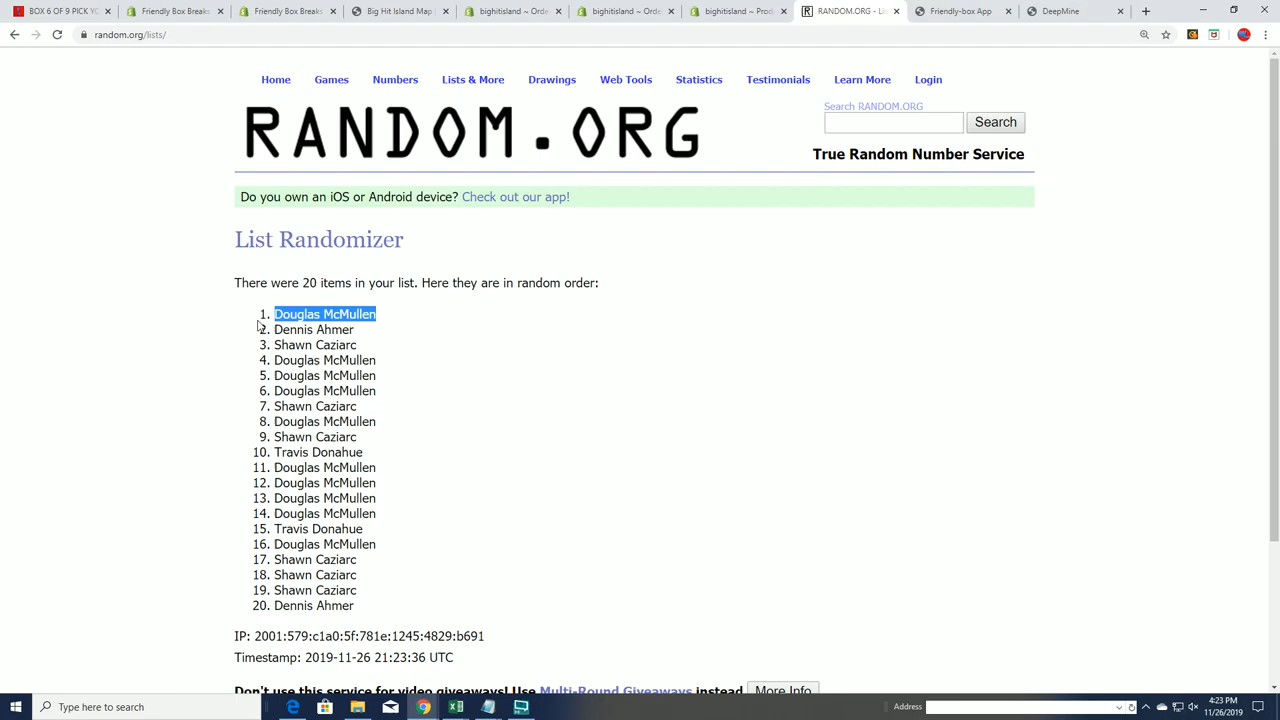 BOX 6 OF 9 PICK YC
Friendly Box Breaks
Friendly Box Breaks
Big Hit Island Map
bighitisland ~ Orde
bighitisland ~ Orde
bighitisland ~ prod
RANDOM.ORG - Li
Friendly-box App
DeepMine
random.org/lists/
Home Games Numbers Lists & More Drawings Web Tools Statistics Testimonials Learn More Login
RANDOM.ORG
Search RANDOM.ORG
Search
True Random Number Service
Do you own an iOS or Android device? Check out our app!
List Randomizer
There were 20 items in your list. Here they are in random order:
1. Douglas McMullen
2. Dennis Ahmer
3. Shawn Caziarc
4. Douglas McMullen
5. Douglas McMullen
6. Douglas McMullen
7. Shawn Caziarc
8. Douglas McMullen
9. Shawn Caziarc
10. Travis Donahue
11. Douglas McMullen
12. Douglas McMullen
13. Douglas McMullen
14. Douglas McMullen
15. Travis Donahue
16. Douglas McMullen
17. Shawn Caziarc
18. Shawn Caziarc
19. Shawn Caziarc
20. Dennis Ahmer
IP: 2001:579:c1a0:5f:781e:1245:4829:b691
Timestamp: 2019-11-26 21:23:36 UTC
Don't use this service for video giveaways! Use Multi-Round Giveaways instead More Info
Type here to search
Address
4:23 PM
11/26/2019